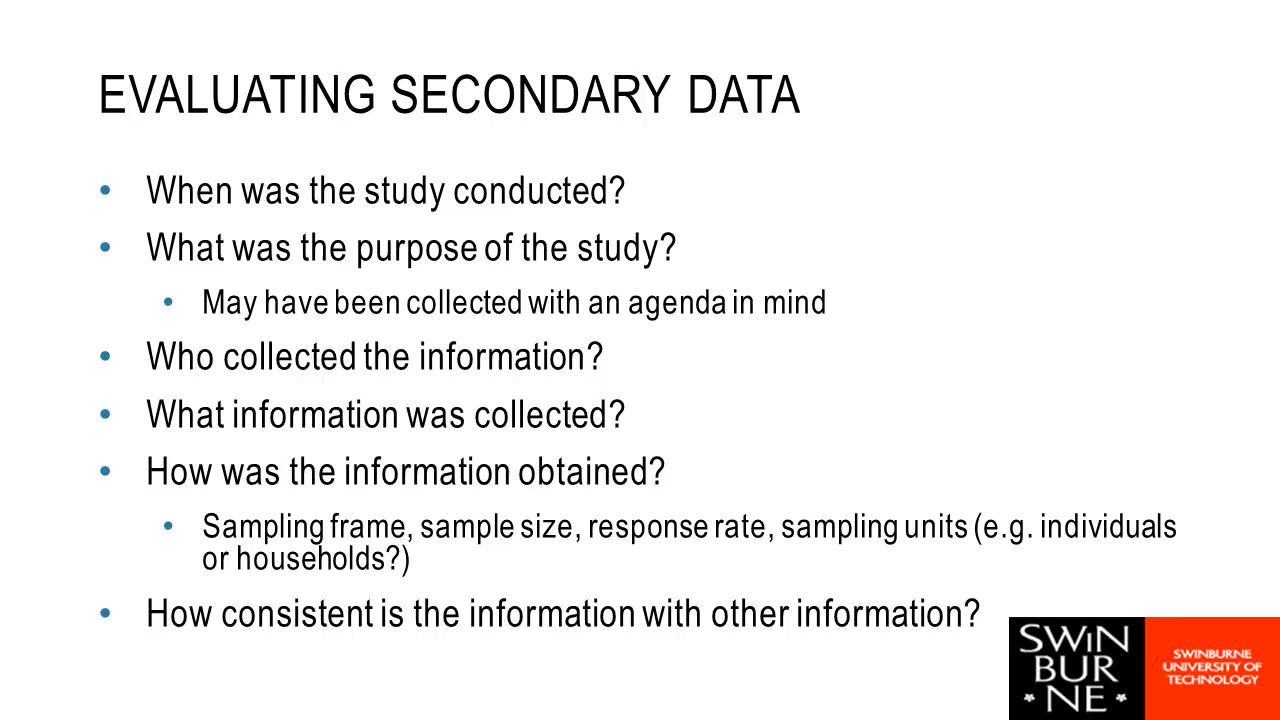 EVALUATING SECONDARY DATA
• When was the study conducted?
• What was the purpose of the study?
• May have been collected with an agenda in mind
• Who collected the information?
• What information was collected?
• How was the information obtained?
• Sampling frame, sample size, response rate, sampling units (e.g. individuals
or households?)
• How consistent is the information with other information?
SWIN
BUR
* NE *
SWINBURNE
UNIVERSITY OF
TECHNOLOGY